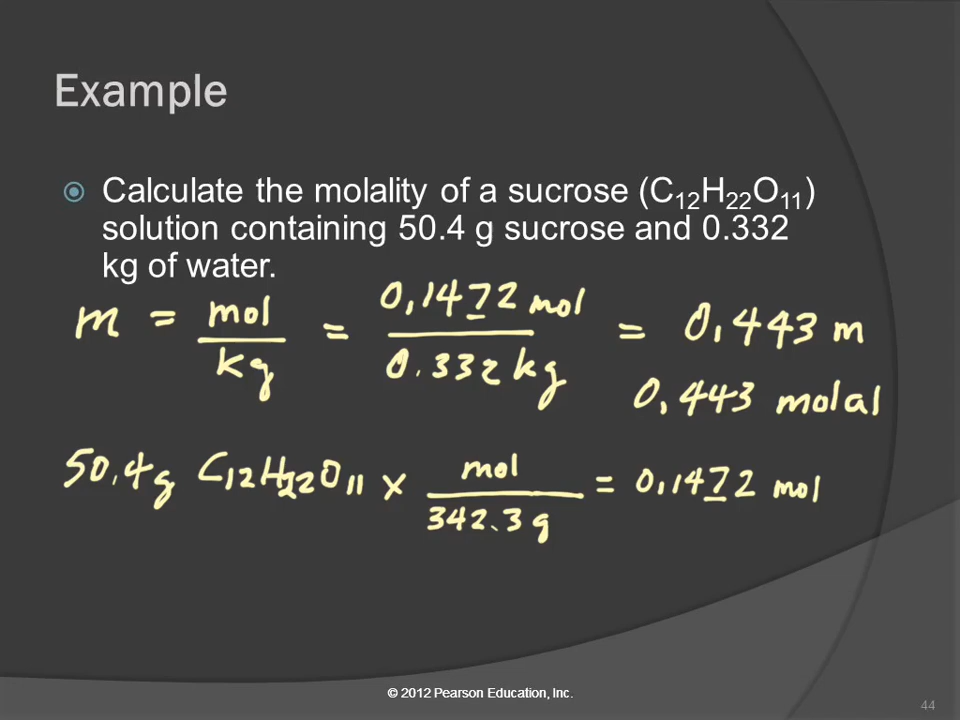 Example
Calculate the molality of a sucrose (C₁₂H₂₂O₁₁)
solution containing 50.4 g sucrose and 0.332
kg of water.
m = mol/kg = 0.1472 mol/0.332 kg = 0.443 m
0.443 molal
50.4g C₁₂H₂₂O₁₁ x mol/342.3 g = 0.1472 mol
© 2012 Pearson Education, Inc.
44